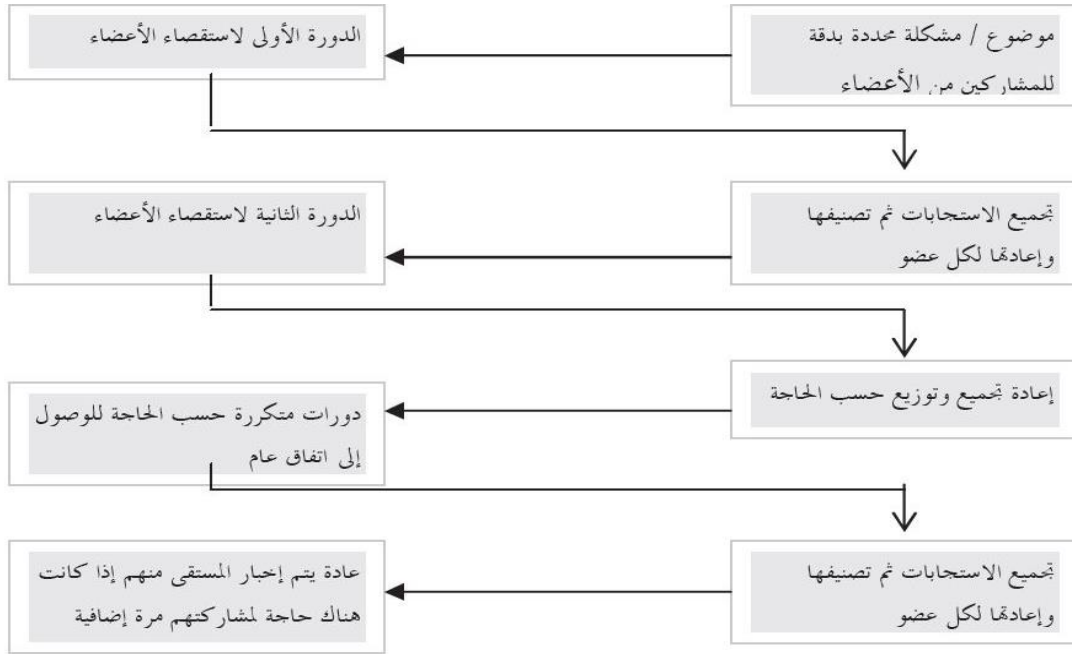 موضوع / مشكلة محددة بدقة
للمشاركين من الأعضاء
الدورة الأولى لاستقصاء الأعضاء
تجميع الاستجابات ثم تصنيفها
وإعادتها لكل عضو
الدورة الثانية لاستقصاء الأعضاء
إعادة تجميع وتوزيع حسب الحاجة
دورات متكررة حسب الحاجة للوصول
إلى اتفاق عام
تجميع الاستجابات ثم تصنيفها
وإعادتها لكل عضو
عادة يتم إخبار المستقى منهم إذا كانت
هناك حاجة لمشاركتهم مرة إضافية